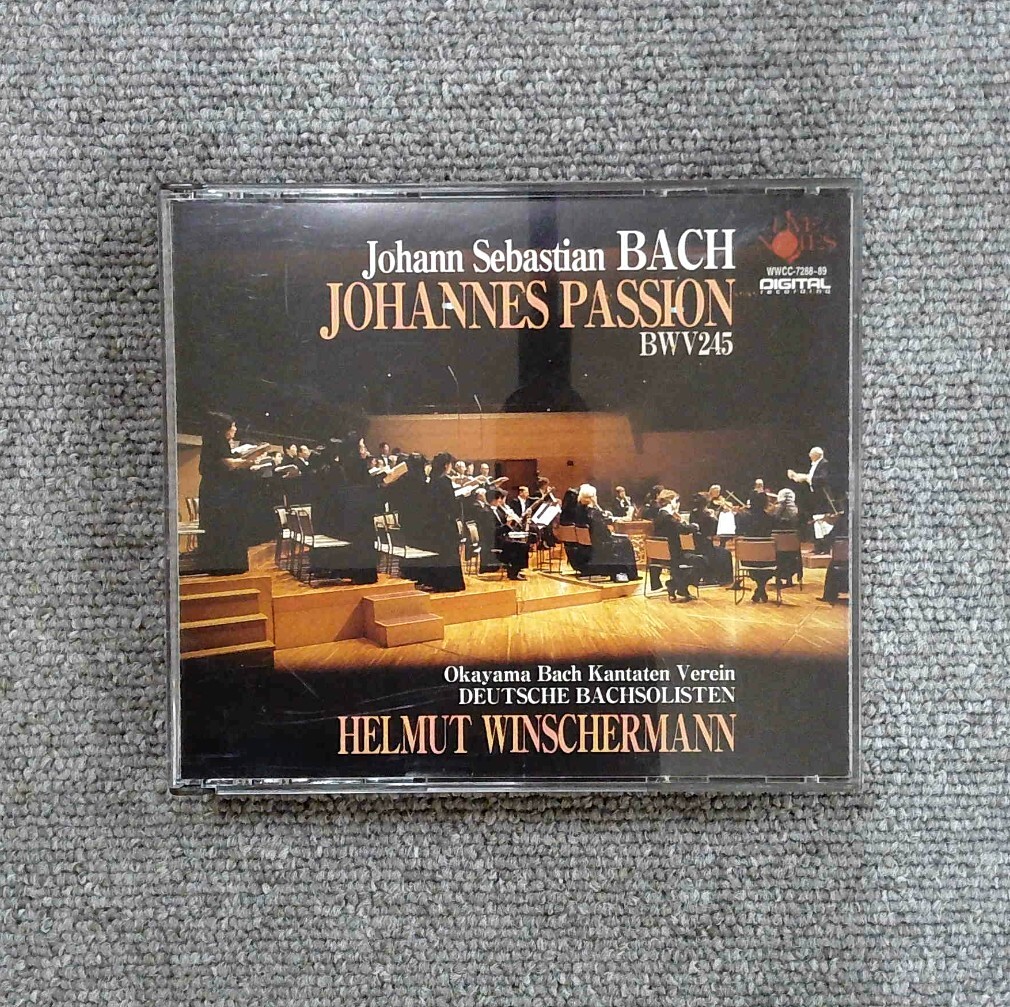 Johann Sebastian BACH
JOHANNES PASSION
BWV245
LIVE
NOTES
WWCC-7288-89
DIGITAL
recording
Okayama Bach Kantaten Verein
DEUTSCHE BACHSOLISTEN
HELMUT WINSCHERMANN